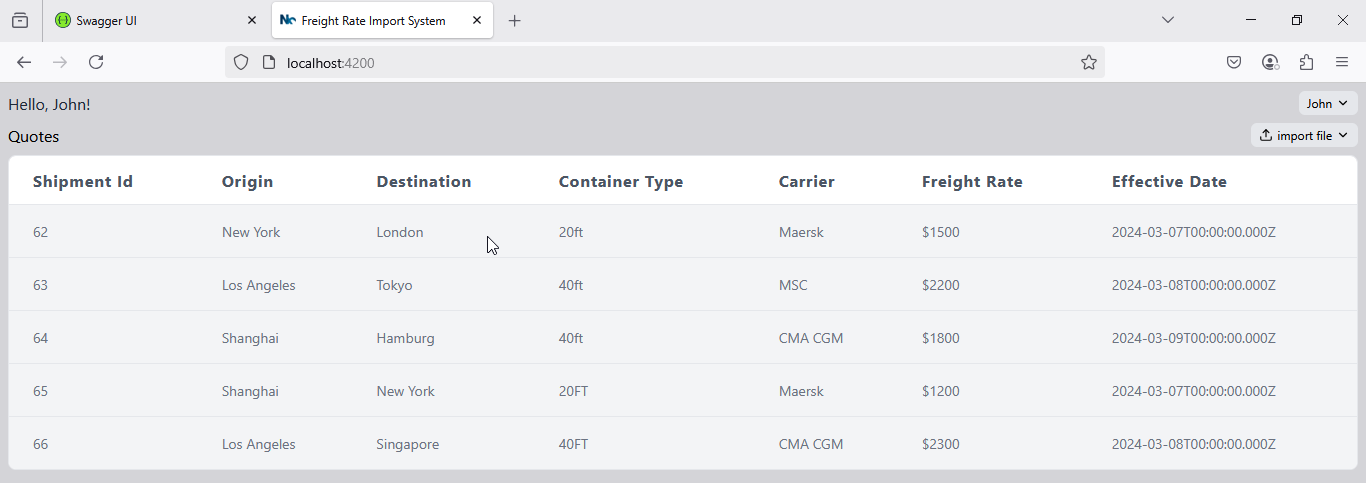 Swagger UI Freight Rate Import System
localhost:4200
Hello, John! John
Quotes import file
Shipment Id Origin Destination Container Type Carrier Freight Rate Effective Date
62 New York London 20ft Maersk $1500 2024-03-07T00:00:00.000Z
63 Los Angeles Tokyo 40ft MSC $2200 2024-03-08T00:00:00.000Z
64 Shanghai Hamburg 40ft CMA CGM $1800 2024-03-09T00:00:00.000Z
65 Shanghai New York 20FT Maersk $1200 2024-03-07T00:00:00.000Z
66 Los Angeles Singapore 40FT CMA CGM $2300 2024-03-08T00:00:00.000Z